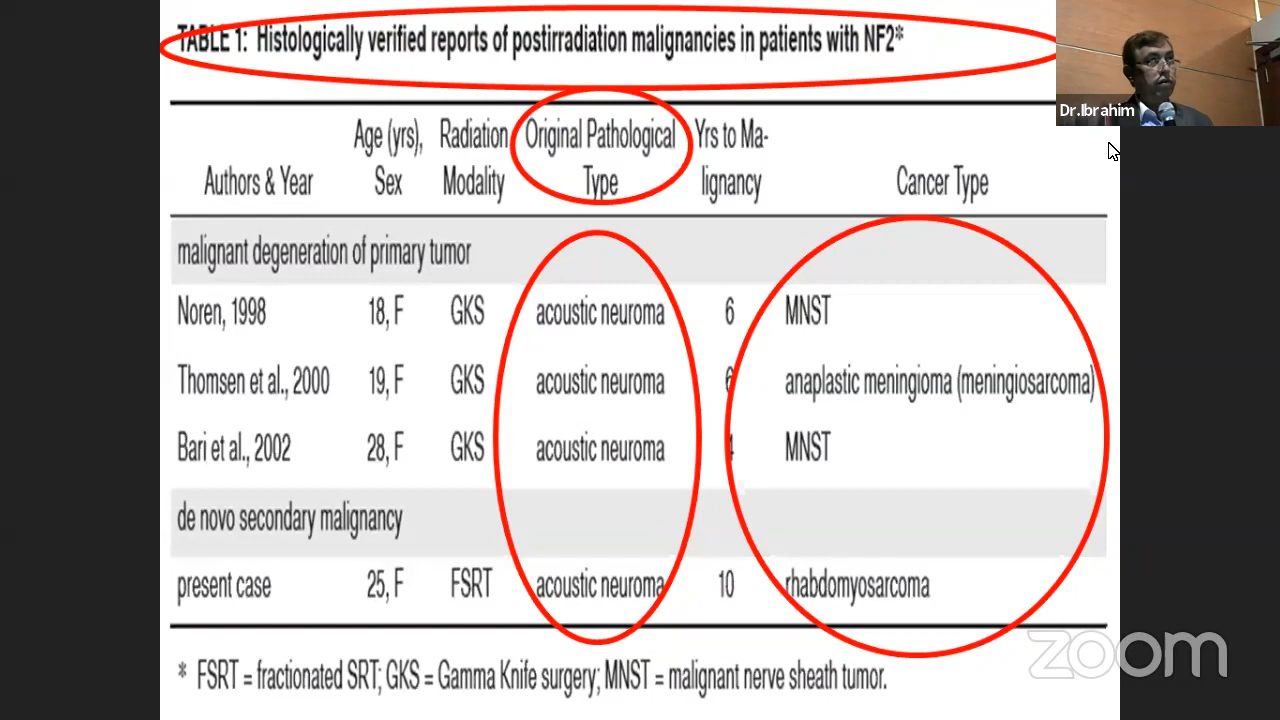 TABLE 1: Histologically verified reports of postirradiation malignancies in patients with NF2*
Dr.Ibrahim
Age (yrs), Radiation Original Pathological Yrs to Ma-
Authors & Year Sex Modality Type lignancy Cancer Type
malignant degeneration of primary tumor
Noren, 1998 18, F GKS acoustic neuroma 6 MNST
Thomsen et al., 2000 19, F GKS acoustic neuroma 6 anaplastic meningioma (meningiosarcoma)
Bari et al., 2002 28, F GKS acoustic neuroma 4 MNST
de novo secondary malignancy
present case 25, F FSRT acoustic neuroma 10 rhabdomyosarcoma
* FSRT = fractionated SRT; GKS = Gamma Knife surgery; MNST = malignant nerve sheath tumor.
zoom